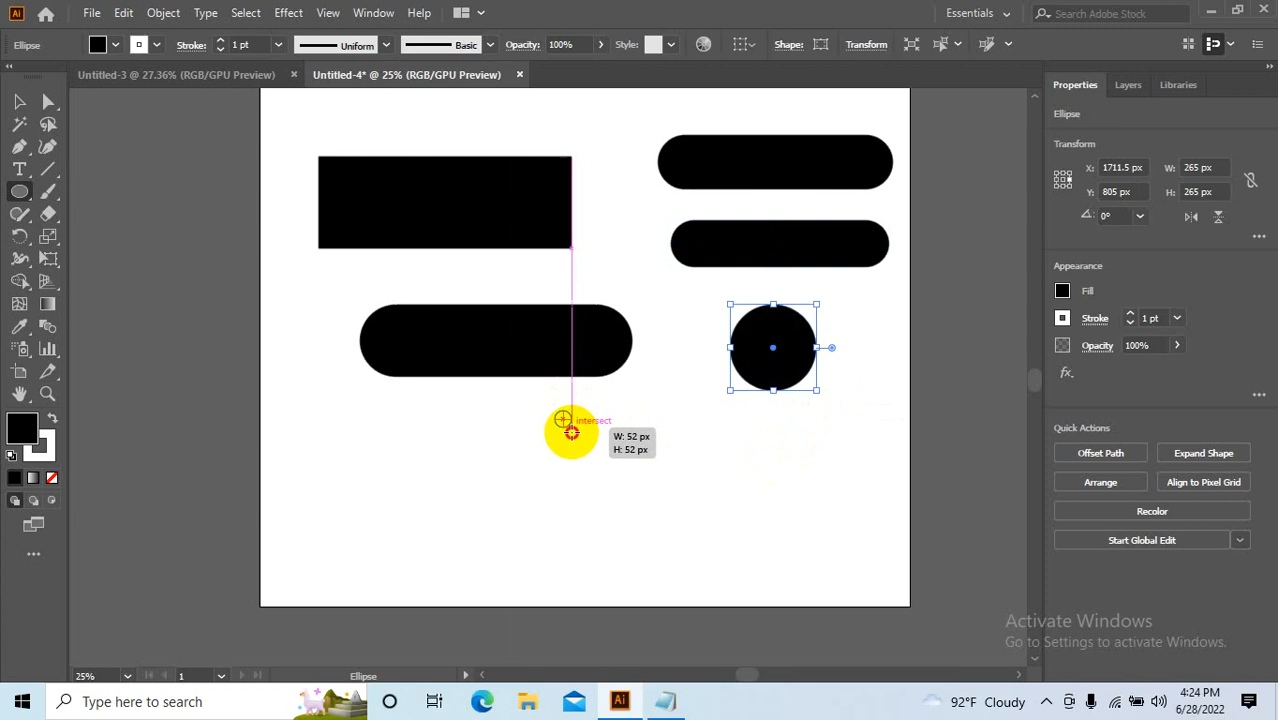 Ai File Edit Object Type Select Effect View Window Help Essentials Search Adobe Stock
Ellipse Stroke: 1 pt Uniform Basic Opacity: 100% Style: Shape: Transform
Untitled-3 @ 27.36% (RGB/GPU Preview) × Untitled-4* @ 25% (RGB/GPU Preview) ×
Properties Layers Libraries
Ellipse
Transform
X: 1711.5 px W: 265 px
Y: 805 px H: 265 px
0°
Appearance
Fill
Stroke 1 pt
Opacity 100%
fx.
Quick Actions
Offset Path Expand Shape
Arrange Align to Pixel Grid
Recolor
Start Global Edit
intersect
W: 52 px
H: 52 px
Activate Windows
Go to Settings to activate Windows.
25% 1 Ellipse
Type here to search Ai 92°F Cloudy 4:24 PM
6/28/2022